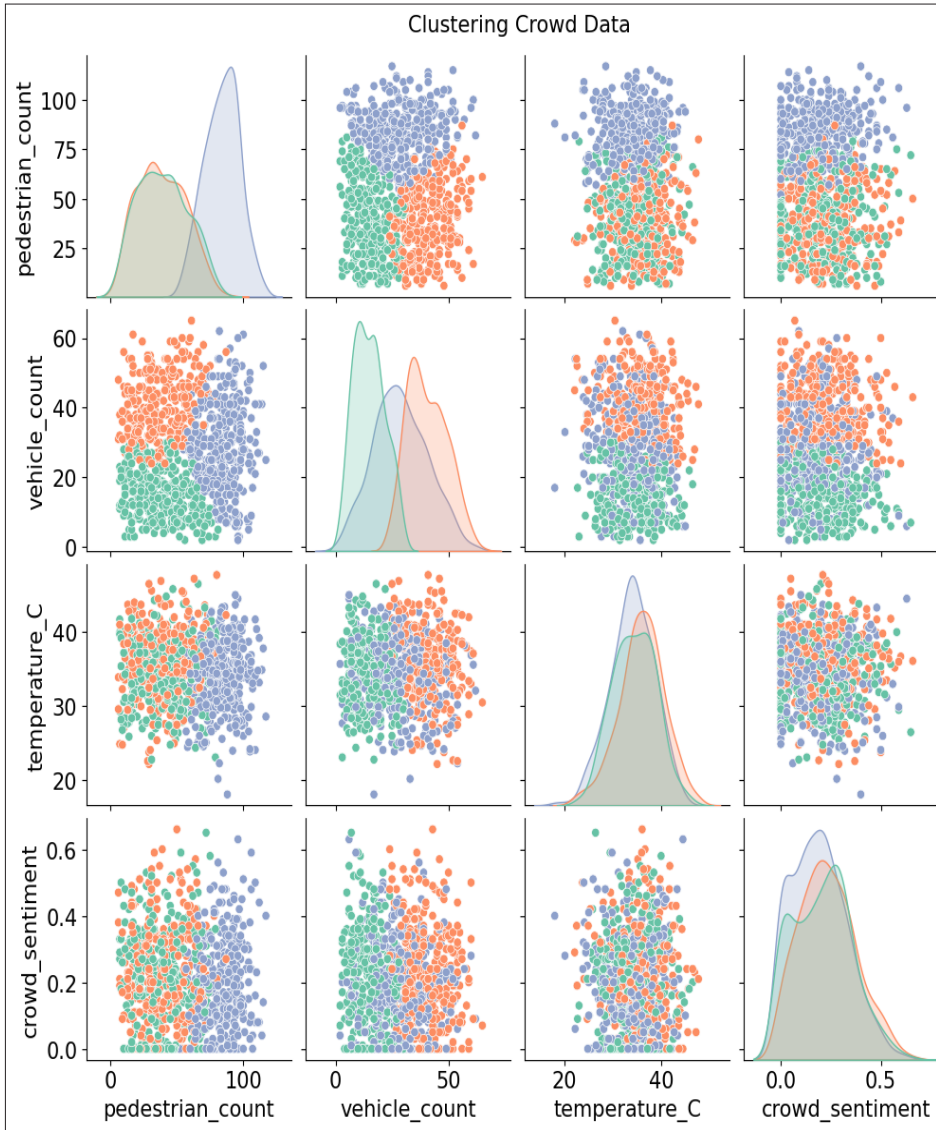 Clustering Crowd Data
pedestrian_count
100
75
50
25
vehicle_count
60
40
20
0
temperature_C
40
30
20
crowd_sentiment
0.6
0.4
0.2
0.0
0 100 0 50 20 40 0.0 0.5
pedestrian_count vehicle_count temperature_C crowd_sentiment